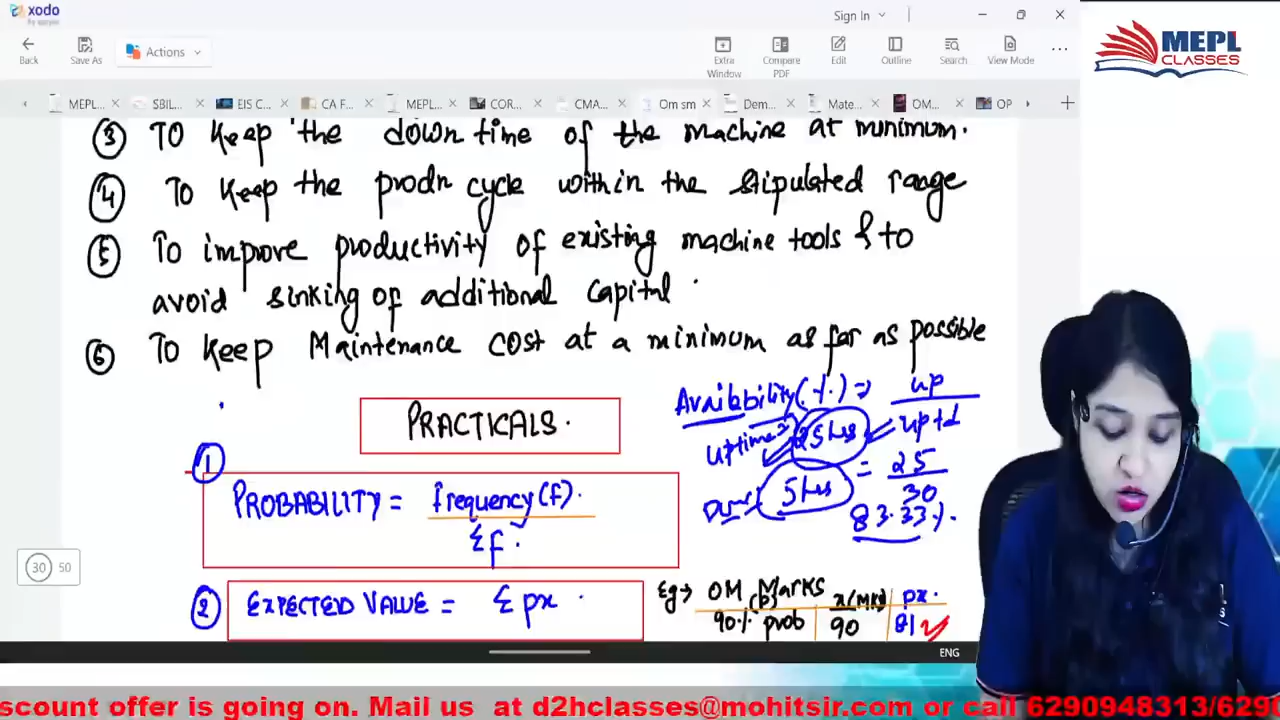 xodo
Sign In
Back
Save As
Actions
Extra Window
Compare PDF
Edit
Outline
Search
View Mode
MEPL CLASSES
MEPL...
SBIL...
EIS C...
CA F...
MEPL...
COR...
CMA...
Om sm
Dem...
Mate...
OM...
OP
③ To keep the down time of the machine at minimum.
④ To keep the prodn cycle within the stipulated range
⑤ To improve productivity of existing machine tools & to
avoid sinking of additional capital
⑥ To keep Maintenance cost at a minimum as far as possible
PRACTICALS.
Availability (%) ⇒ up
up+d
uptime
25 hrs
5 hrs
= 25
30
83.33%
①
PROBABILITY = frequency (f).
Σf
② EXPECTED VALUE = Σpx
Eg → OM Marks
(p) x (MKS) px.
90% prob 90 81
30 50
ENG
scount offer is going on. Mail us at d2hclasses@mohitsir.com or call 6290948313/629